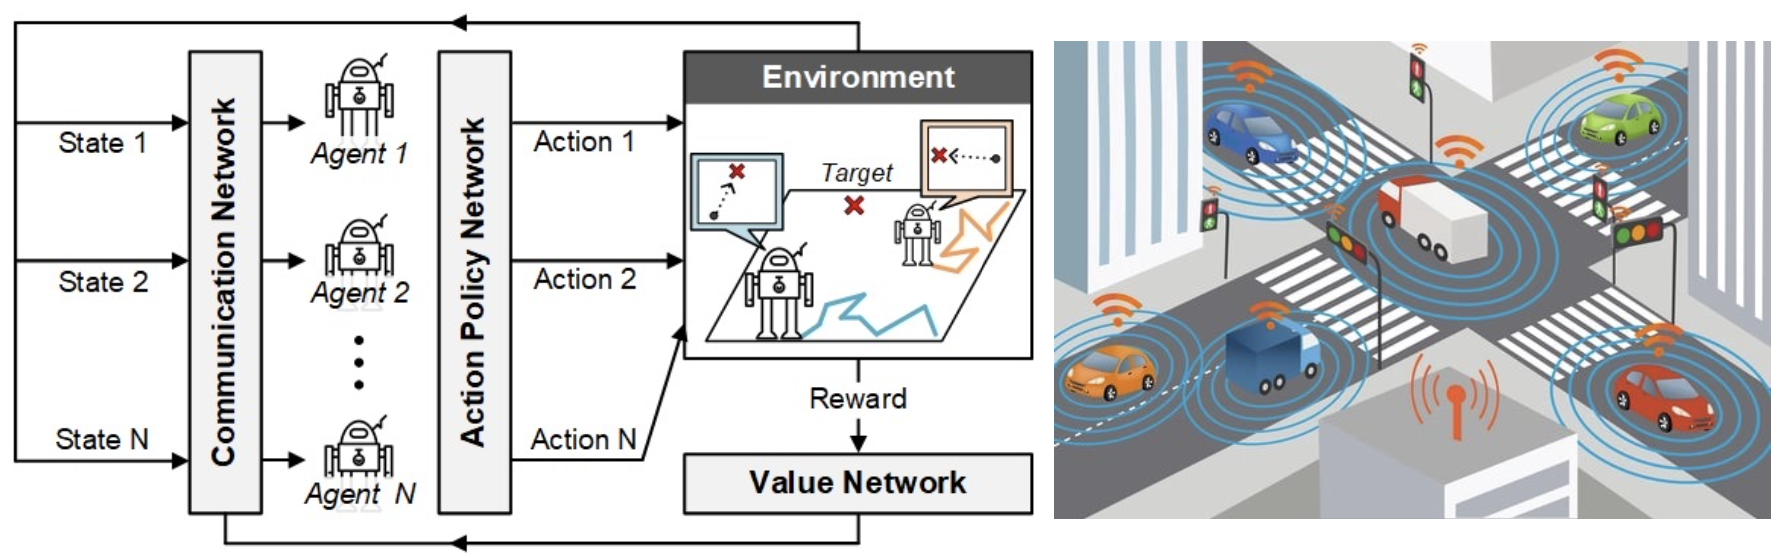 State 1
State 2
State N
Communication Network
Agent 1
Agent 2
Agent N
Action Policy Network
Action 1
Action 2
Action N
Environment
Target
Reward
Value Network